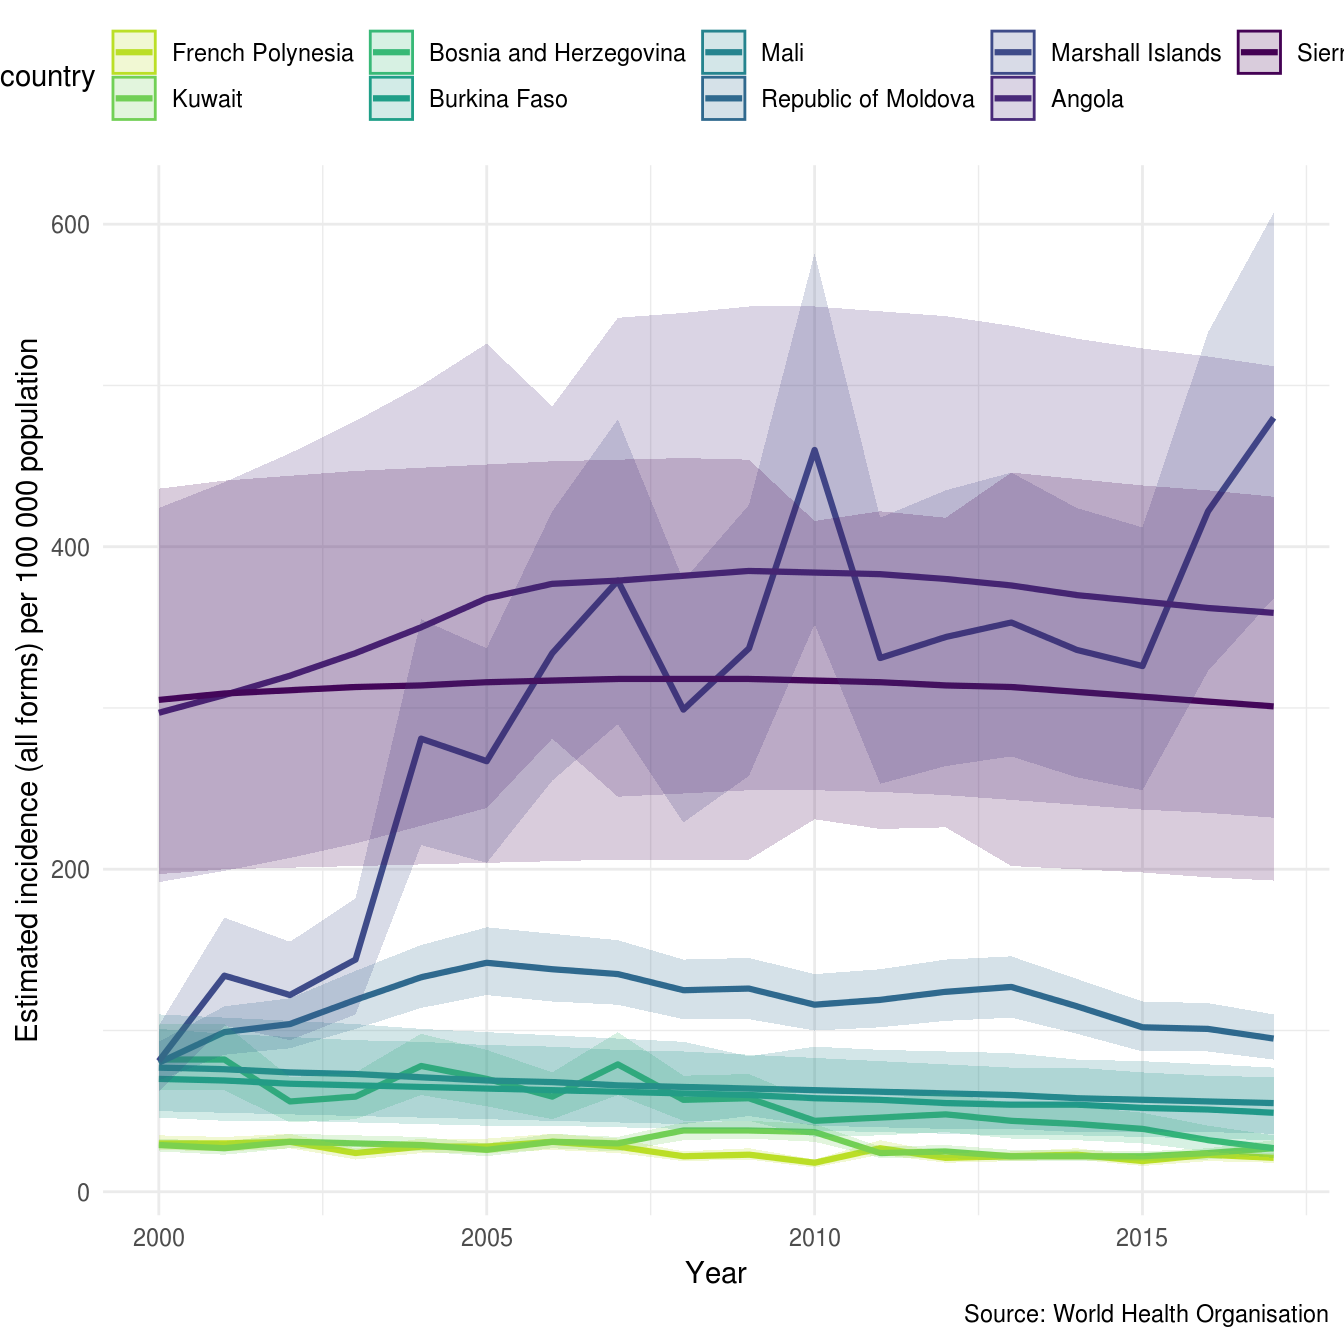 country
French Polynesia
Bosnia and Herzegovina
Mali
Marshall Islands
Kuwait
Burkina Faso
Republic of Moldova
Angola
Estimated incidence (all forms) per 100 000 population
600
400
200
0
2000
2005
2010
2015
Year
Source: World Health Organisation